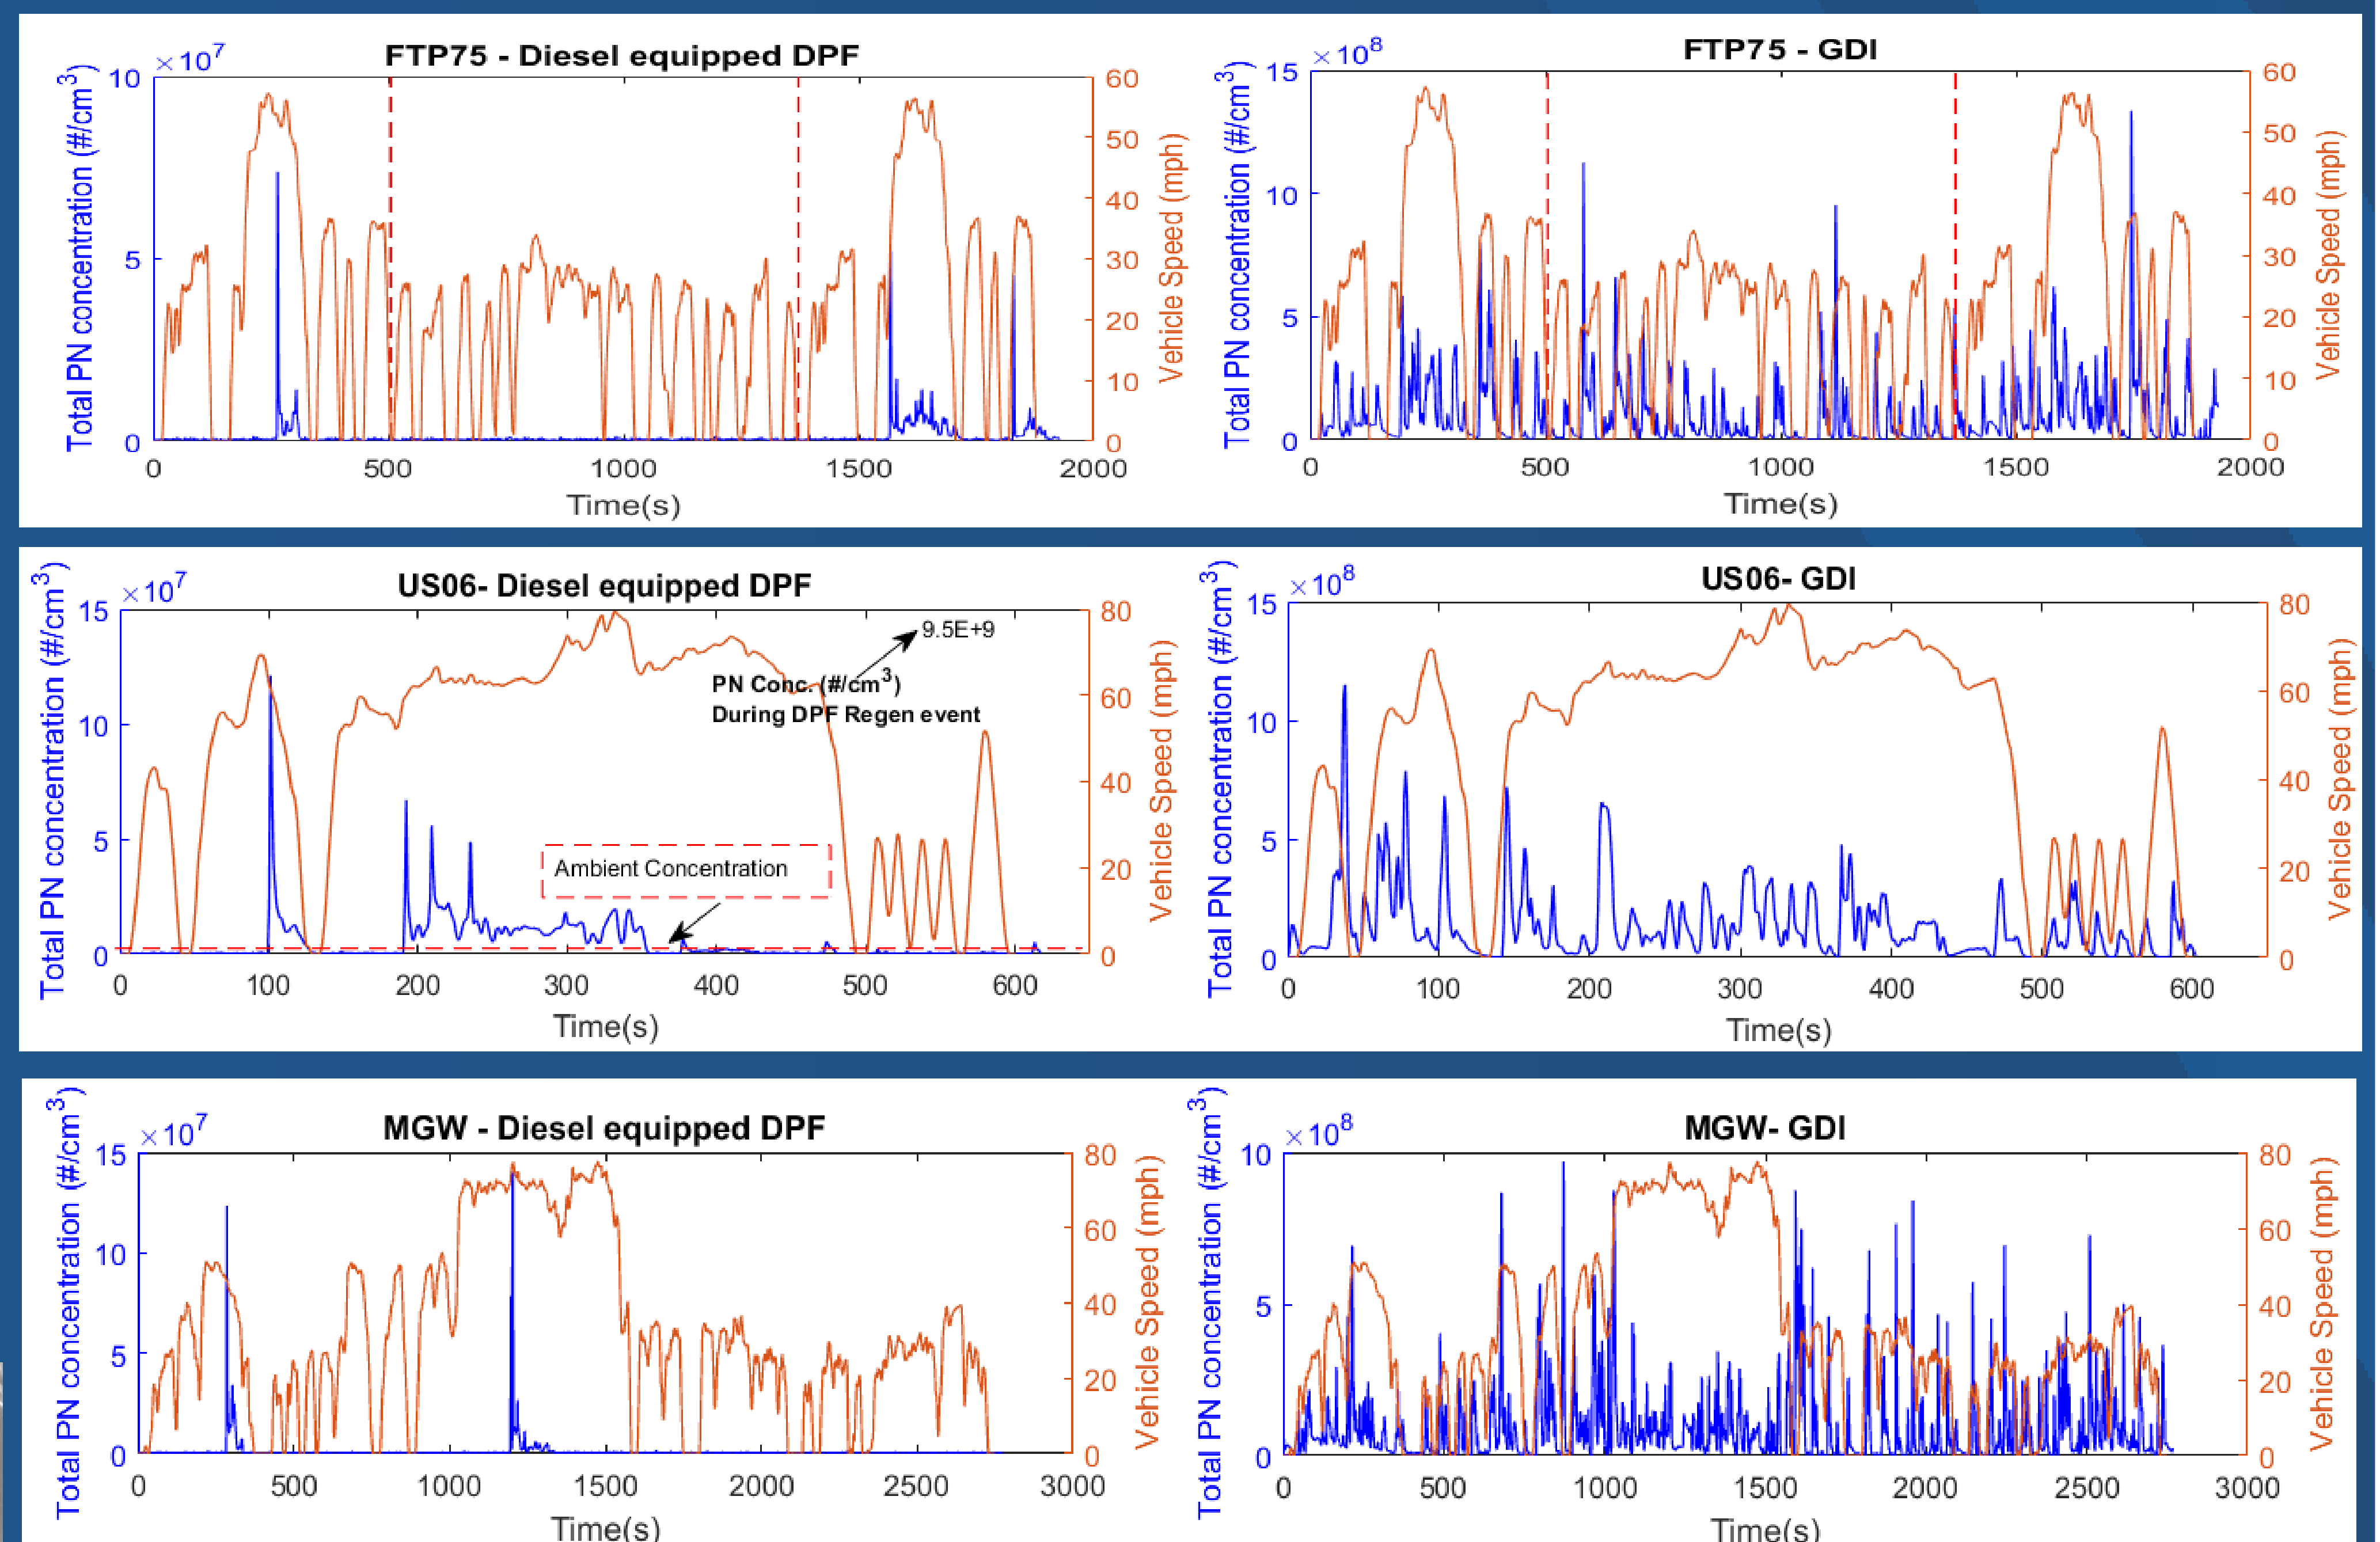 FTP75 - Diesel equipped DPF
×10^7
Total PN concentration (#/cm^3)
10
5
0
60
50
40
30
20
10
0
Vehicle Speed (mph)
0 500 1000 1500 2000
Time(s)
FTP75 - GDI
×10^8
Total PN concentration (#/cm^3)
15
10
5
0
60
50
40
30
20
10
0
Vehicle Speed (mph)
0 500 1000 1500 2000
Time(s)
US06- Diesel equipped DPF
×10^7
Total PN concentration (#/cm^3)
15
10
5
0
9.5E+9
PN Conc. (#/cm^3)
During DPF Regen event
Ambient Concentration
80
60
40
20
0
Vehicle Speed (mph)
0 100 200 300 400 500 600
Time(s)
US06- GDI
×10^8
Total PN concentration (#/cm^3)
15
10
5
0
80
60
40
20
0
Vehicle Speed (mph)
0 100 200 300 400 500 600
Time(s)
MGW - Diesel equipped DPF
×10^7
Total PN concentration (#/cm^3)
15
10
5
0
80
60
40
20
0
Vehicle Speed (mph)
0 500 1000 1500 2000 2500 3000
Time(s)
MGW- GDI
×10^8
Total PN concentration (#/cm^3)
10
5
0
80
60
40
20
0
Vehicle Speed (mph)
0 500 1000 1500 2000 2500 3000
Time(s)